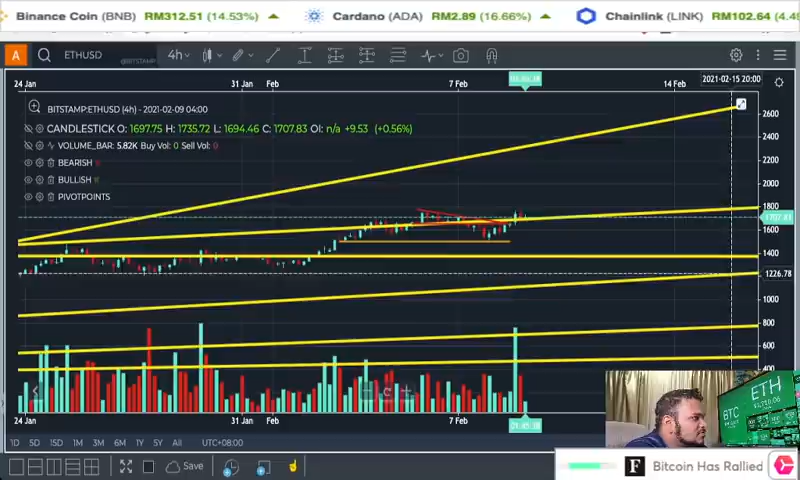 Binance Coin (BNB) RM312.51 (14.53%) Cardano (ADA) RM2.89 (16.66%) Chainlink (LINK) RM102.64 (4.4
A ETHUSD @BITSTAMP 4h
24 Jan 31 Jan Feb 7 Feb 14 Feb 2021-02-15 20:00
BITSTAMP:ETHUSD (4h) - 2021-02-09 04:00
CANDLESTICK O: 1697.75 H: 1735.72 L: 1694.46 C: 1707.83 OI: n/a +9.53 (+0.56%)
VOLUME_BAR: 5.82K Buy Vol: 0 Sell Vol: 0
BEARISH
BULLISH
PIVOTPOINTS
2600
2400
2200
2000
1800
1707.83
1600
1400
1226.78
1000
800
600
400
24 Jan 31 Jan Feb 7 Feb
1D 5D 15D 1M 3M 6M 1Y 5Y All UTC+08:00
Save
ETH
BTC
F Bitcoin Has Rallied